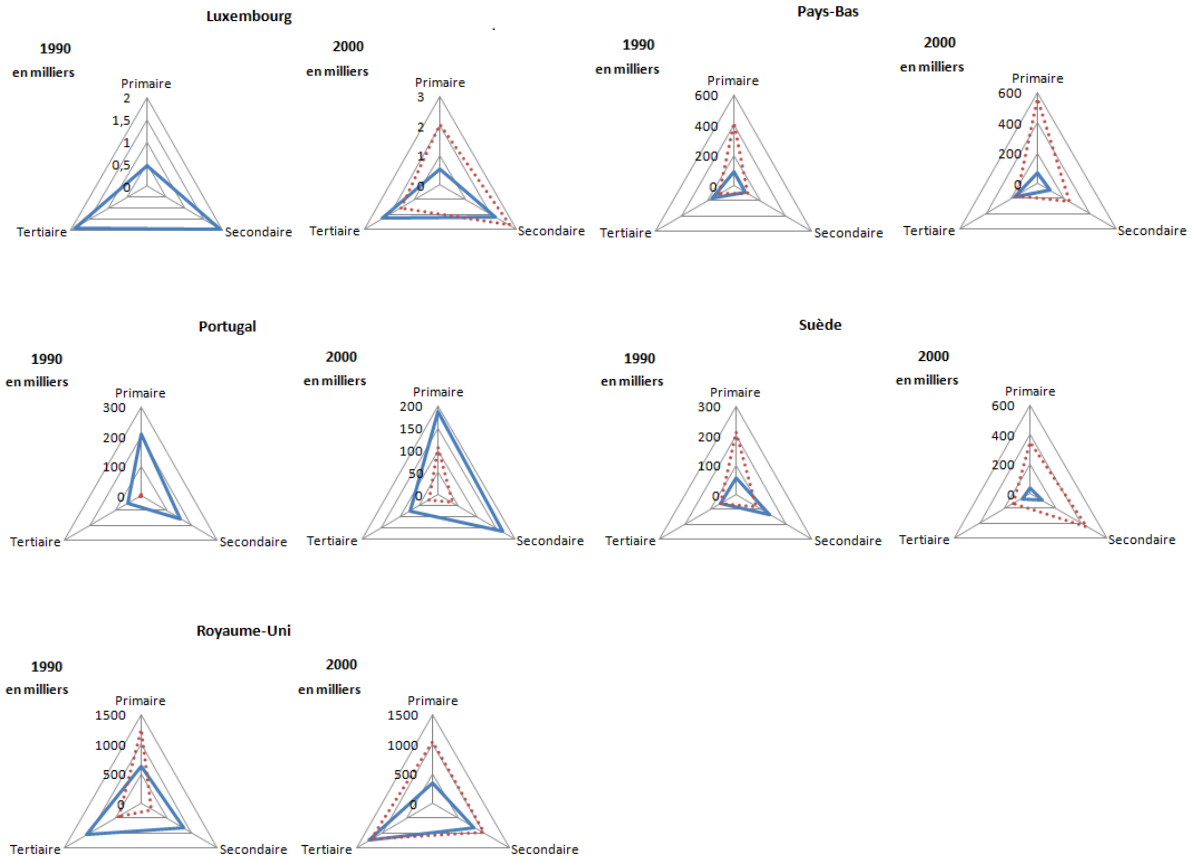 Luxembourg
1990
en milliers
Primaire
2
1,5
1
0,5
0
Tertiaire
Secondaire
2000
en milliers
Primaire
3
2
1
0
Tertiaire
Secondaire
Pays-Bas
1990
en milliers
Primaire
600
400
200
0
Tertiaire
Secondaire
2000
en milliers
Primaire
600
400
200
0
Tertiaire
Secondaire
Portugal
1990
en milliers
Primaire
300
200
100
0
Tertiaire
Secondaire
2000
en milliers
Primaire
200
150
100
50
0
Tertiaire
Secondaire
Suède
1990
en milliers
Primaire
300
200
100
0
Tertiaire
Secondaire
2000
en milliers
Primaire
600
400
200
0
Tertiaire
Secondaire
Royaume-Uni
1990
en milliers
Primaire
1500
1000
500
0
Tertiaire
Secondaire
2000
en milliers
Primaire
1500
1000
500
0
Tertiaire
Secondaire